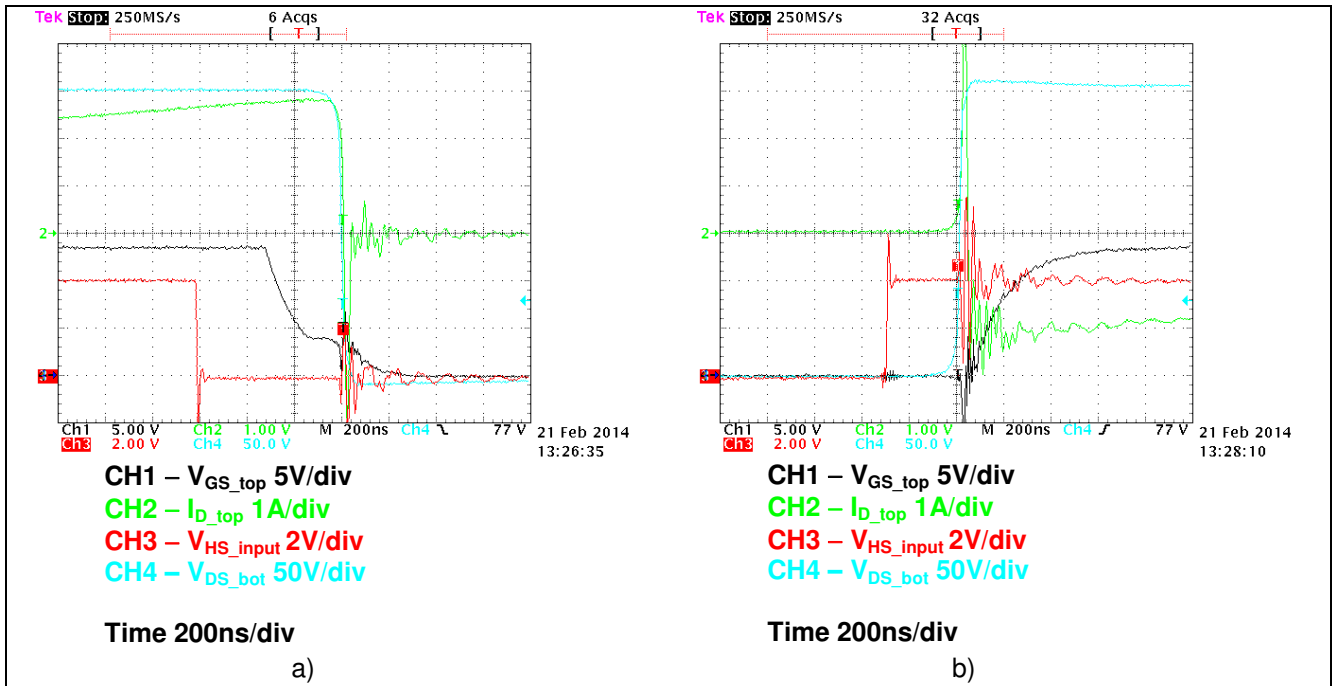 Tek Stop: 250MS/s 6 Acqs
[ T ]
2→
Ch1 5.00 V Ch2 1.00 V M 200ns Ch4 77 V
Ch3 2.00 V Ch4 50.0 V
21 Feb 2014
13:26:35
CH1 – VGS_top 5V/div
CH2 – ID_top 1A/div
CH3 – VHS_input 2V/div
CH4 – VDS_bot 50V/div
Time 200ns/div
a)
Tek Stop: 250MS/s 32 Acqs
[ T ]
2→
Ch1 5.00 V Ch2 1.00 V M 200ns Ch4 77 V
Ch3 2.00 V Ch4 50.0 V
21 Feb 2014
13:28:10
CH1 – VGS_top 5V/div
CH2 – ID_top 1A/div
CH3 – VHS_input 2V/div
CH4 – VDS_bot 50V/div
Time 200ns/div
b)